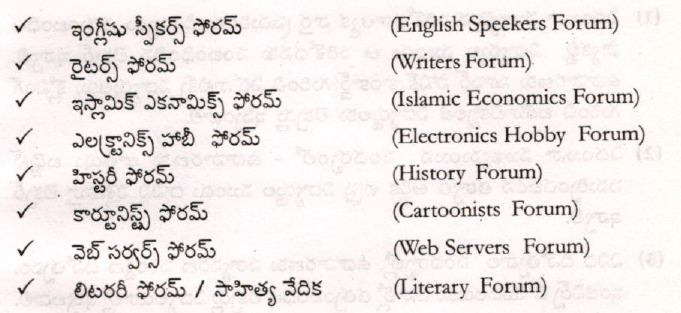 ✓ ఇంగ్లీషు స్పీకర్స్ ఫోరమ్ (English Speekers Forum)
✓ రైటర్స్ ఫోరమ్ (Writers Forum)
✓ ఇస్లామిక్ ఎకనామిక్స్ ఫోరమ్ (Islamic Economics Forum)
✓ ఎలక్ట్రానిక్స్ హాబీ ఫోరమ్ (Electronics Hobby Forum)
✓ హిస్టరీ ఫోరమ్ (History Forum)
✓ కార్టూనిస్ట్స్ ఫోరమ్ (Cartoonists Forum)
✓ వెబ్ సర్వర్స్ ఫోరమ్ (Web Servers Forum)
✓ లిటరరీ ఫోరమ్ / సాహిత్య వేదిక (Literary Forum)